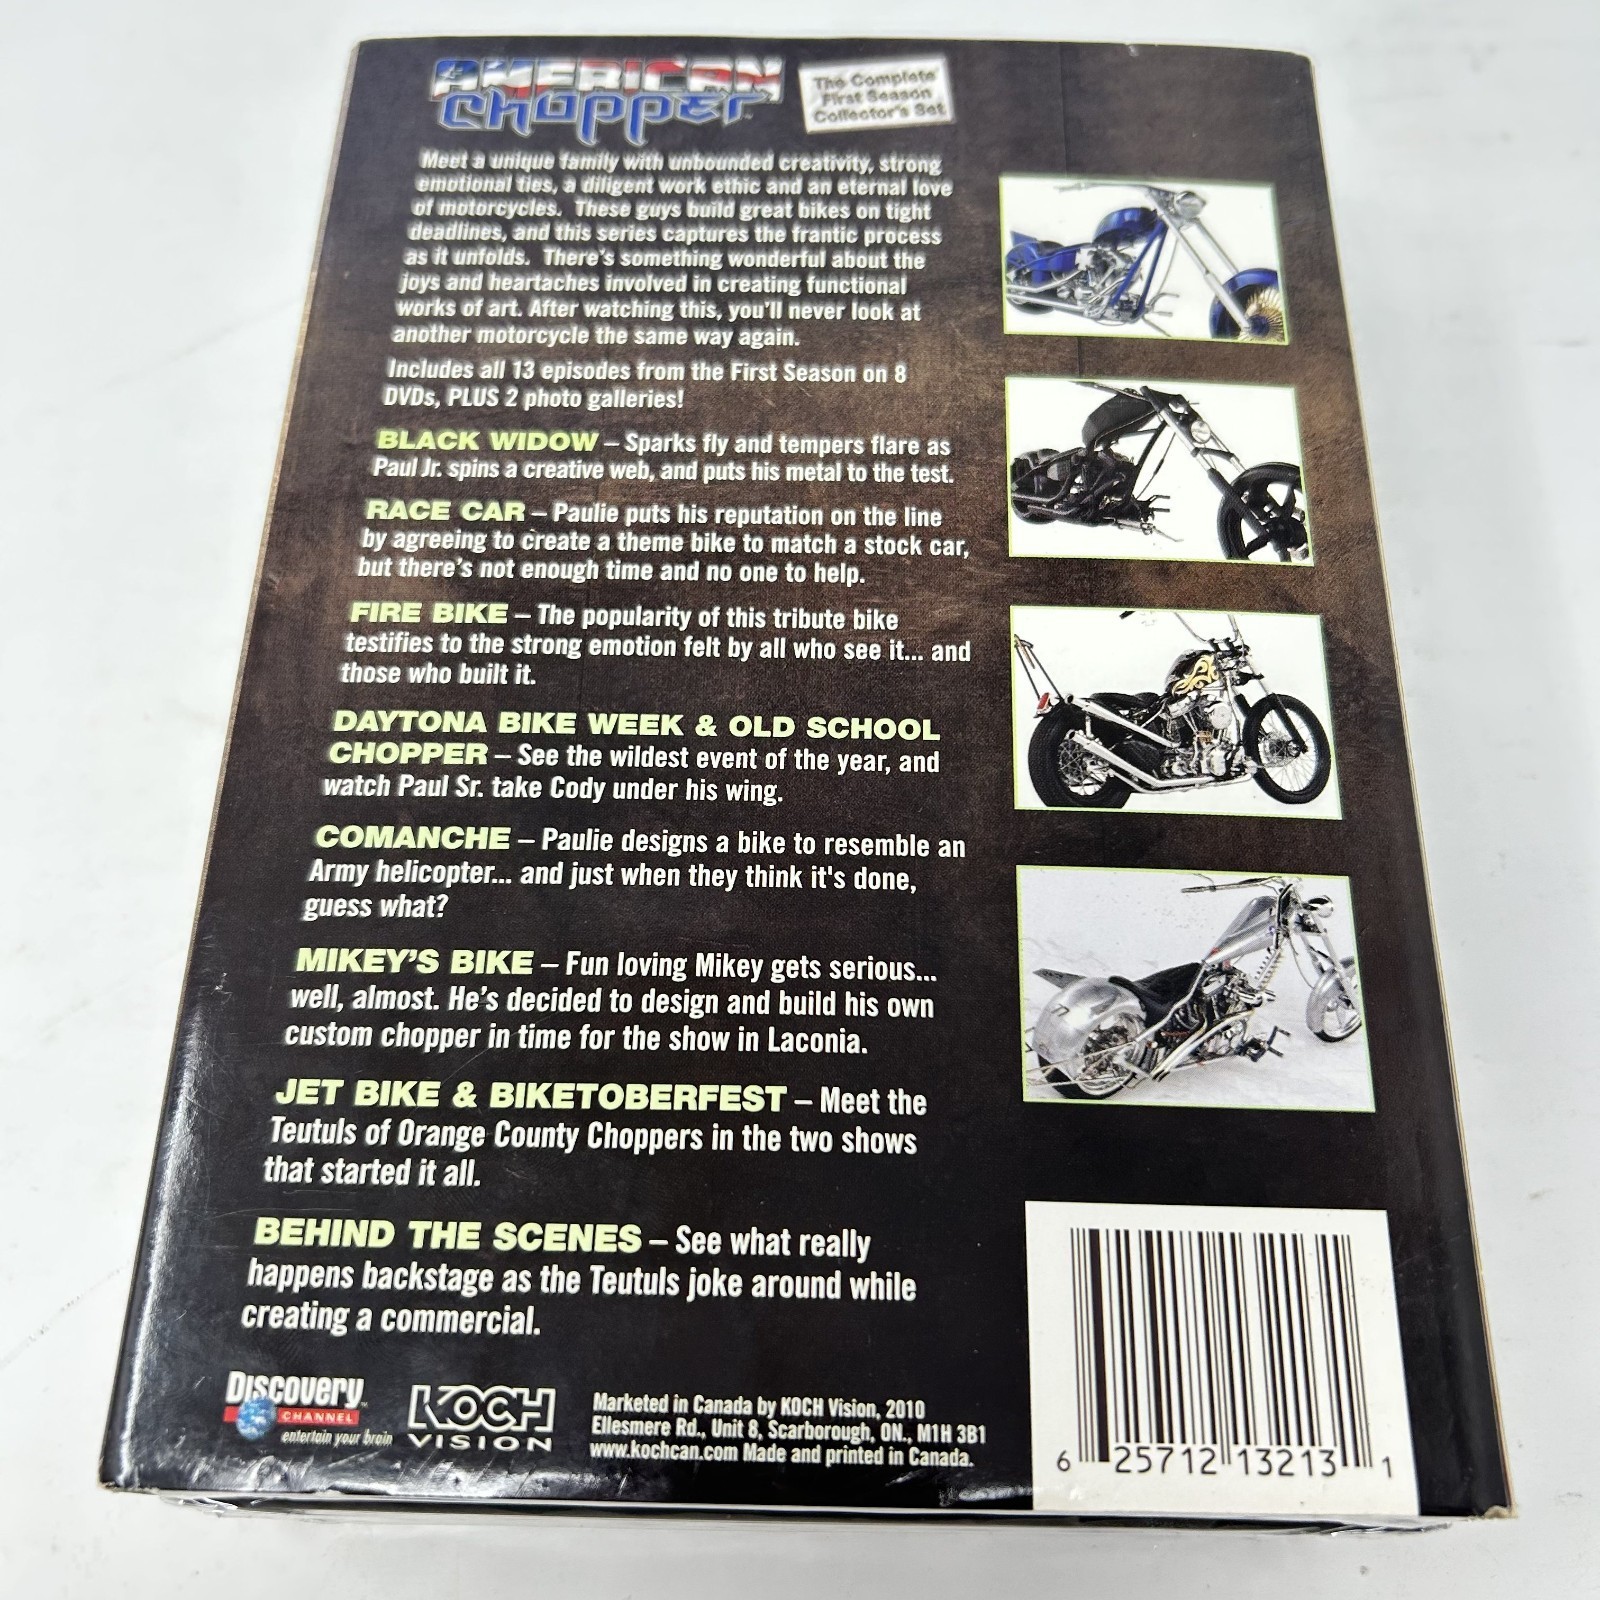 AMERICAN
Chopper™
The Complete
First Season
Collector's Set
Meet a unique family with unbounded creativity, strong
emotional ties, a diligent work ethic and an eternal love
of motorcycles. These guys build great bikes on tight
deadlines, and this series captures the frantic process
as it unfolds. There's something wonderful about the
joys and heartaches involved in creating functional
works of art. After watching this, you'll never look at
another motorcycle the same way again.
Includes all 13 episodes from the First Season on 8
DVDs, PLUS 2 photo galleries!
BLACK WIDOW – Sparks fly and tempers flare as
Paul Jr. spins a creative web, and puts his metal to the test.
RACE CAR – Paulie puts his reputation on the line
by agreeing to create a theme bike to match a stock car,
but there's not enough time and no one to help.
FIRE BIKE – The popularity of this tribute bike
testifies to the strong emotion felt by all who see it... and
those who built it.
DAYTONA BIKE WEEK & OLD SCHOOL
CHOPPER – See the wildest event of the year, and
watch Paul Sr. take Cody under his wing.
COMANCHE – Paulie designs a bike to resemble an
Army helicopter... and just when they think it's done,
guess what?
MIKEY'S BIKE – Fun loving Mikey gets serious...
well, almost. He's decided to design and build his own
custom chopper in time for the show in Laconia.
JET BIKE & BIKETOBERFEST – Meet the
Teutuls of Orange County Choppers in the two shows
that started it all.
BEHIND THE SCENES – See what really
happens backstage as the Teutuls joke around while
creating a commercial.
Discovery™
CHANNEL
entertain your brain
KOCH
VISION
Marketed in Canada by KOCH Vision, 2010
Ellesmere Rd., Unit 8, Scarborough, ON., M1H 3B1
www.kochcan.com Made and printed in Canada.
6 25712 13213 1